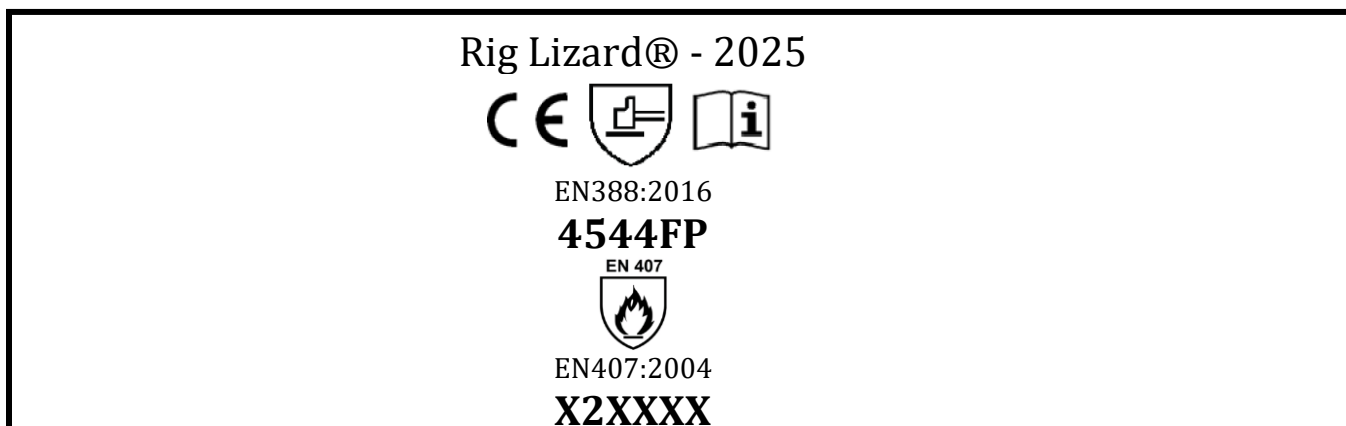 Rig Lizard® - 2025
CE i
EN388:2016
4544FP
EN 407
EN407:2004
X2XXXX